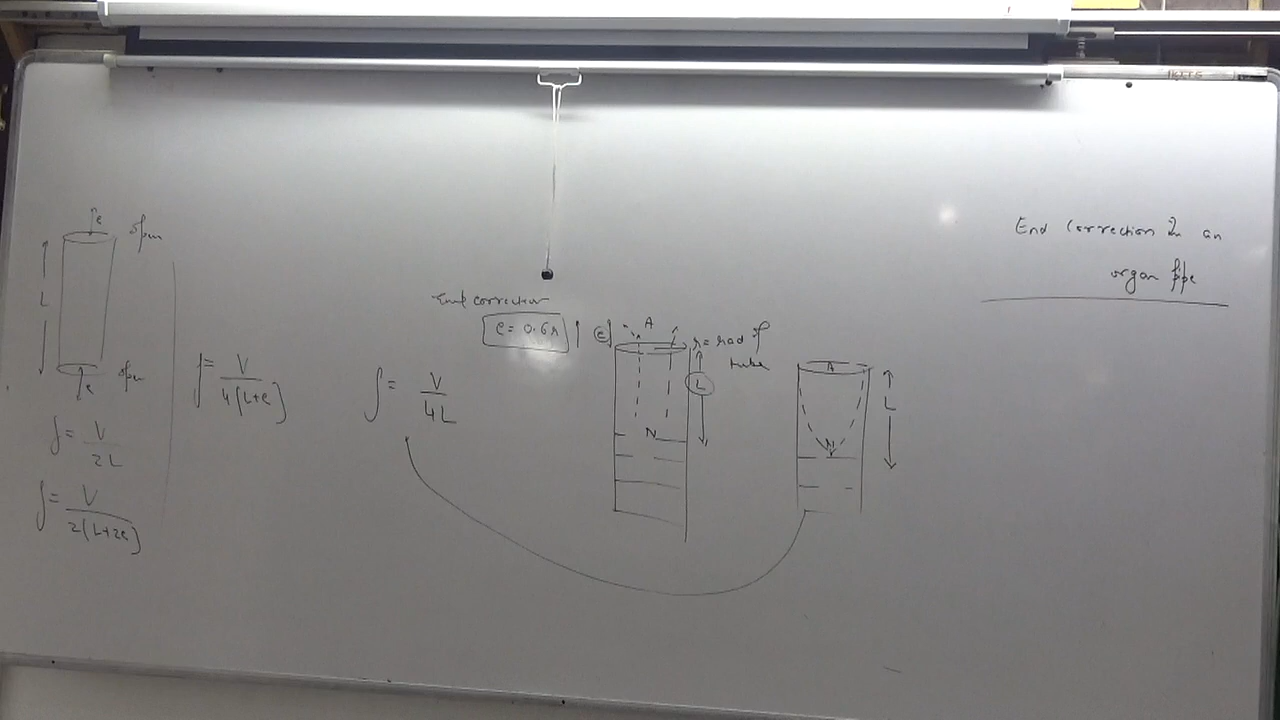 End correction in an
organ pipe
End correction
e = 0.6r
e
A
r = rad of
tube
L
N
A
N
L
f = V / 4L
f = V / 4(L+e)
e
open
L
e
open
f = V / 2L
f = V / 2(L+2e)